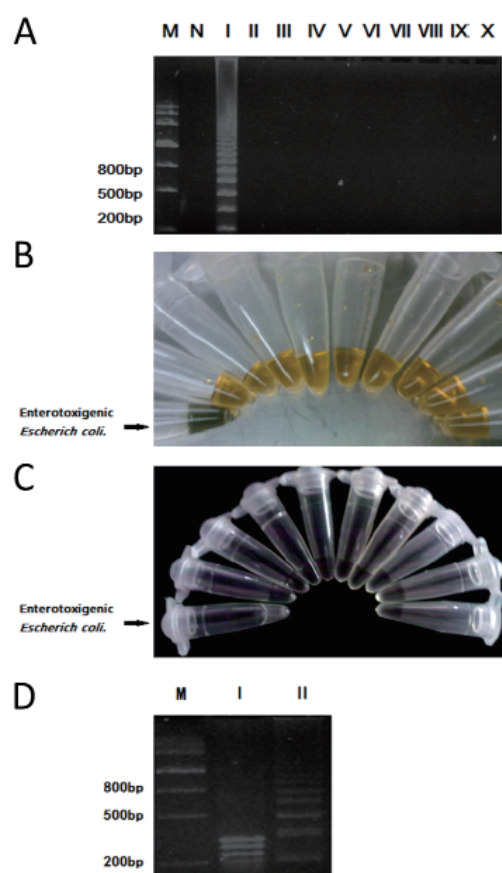 A
M N I II III IV V VI VII VIII IX X
800bp
500bp
200bp
B
Enterotoxigenic
Escherich coli.
C
Enterotoxigenic
Escherich coli.
D
M I II
800bp
500bp
200bp